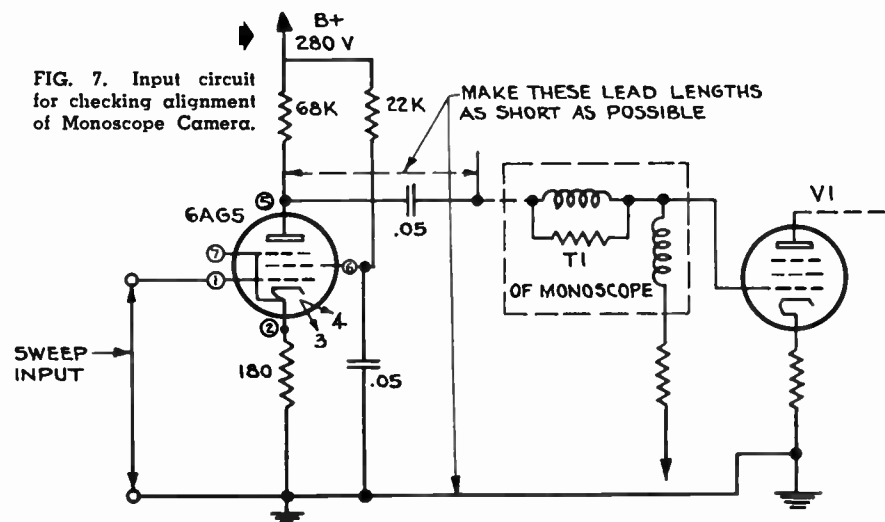 B+
280 V
FIG. 7. Input circuit
for checking alignment
of Monoscope Camera.
68K
22K
MAKE THESE LEAD LENGTHS
AS SHORT AS POSSIBLE
5
6AG5
.05
V1
7
6
1
T1
OF MONOSCOPE
4
3
2
SWEEP
INPUT
180
.05